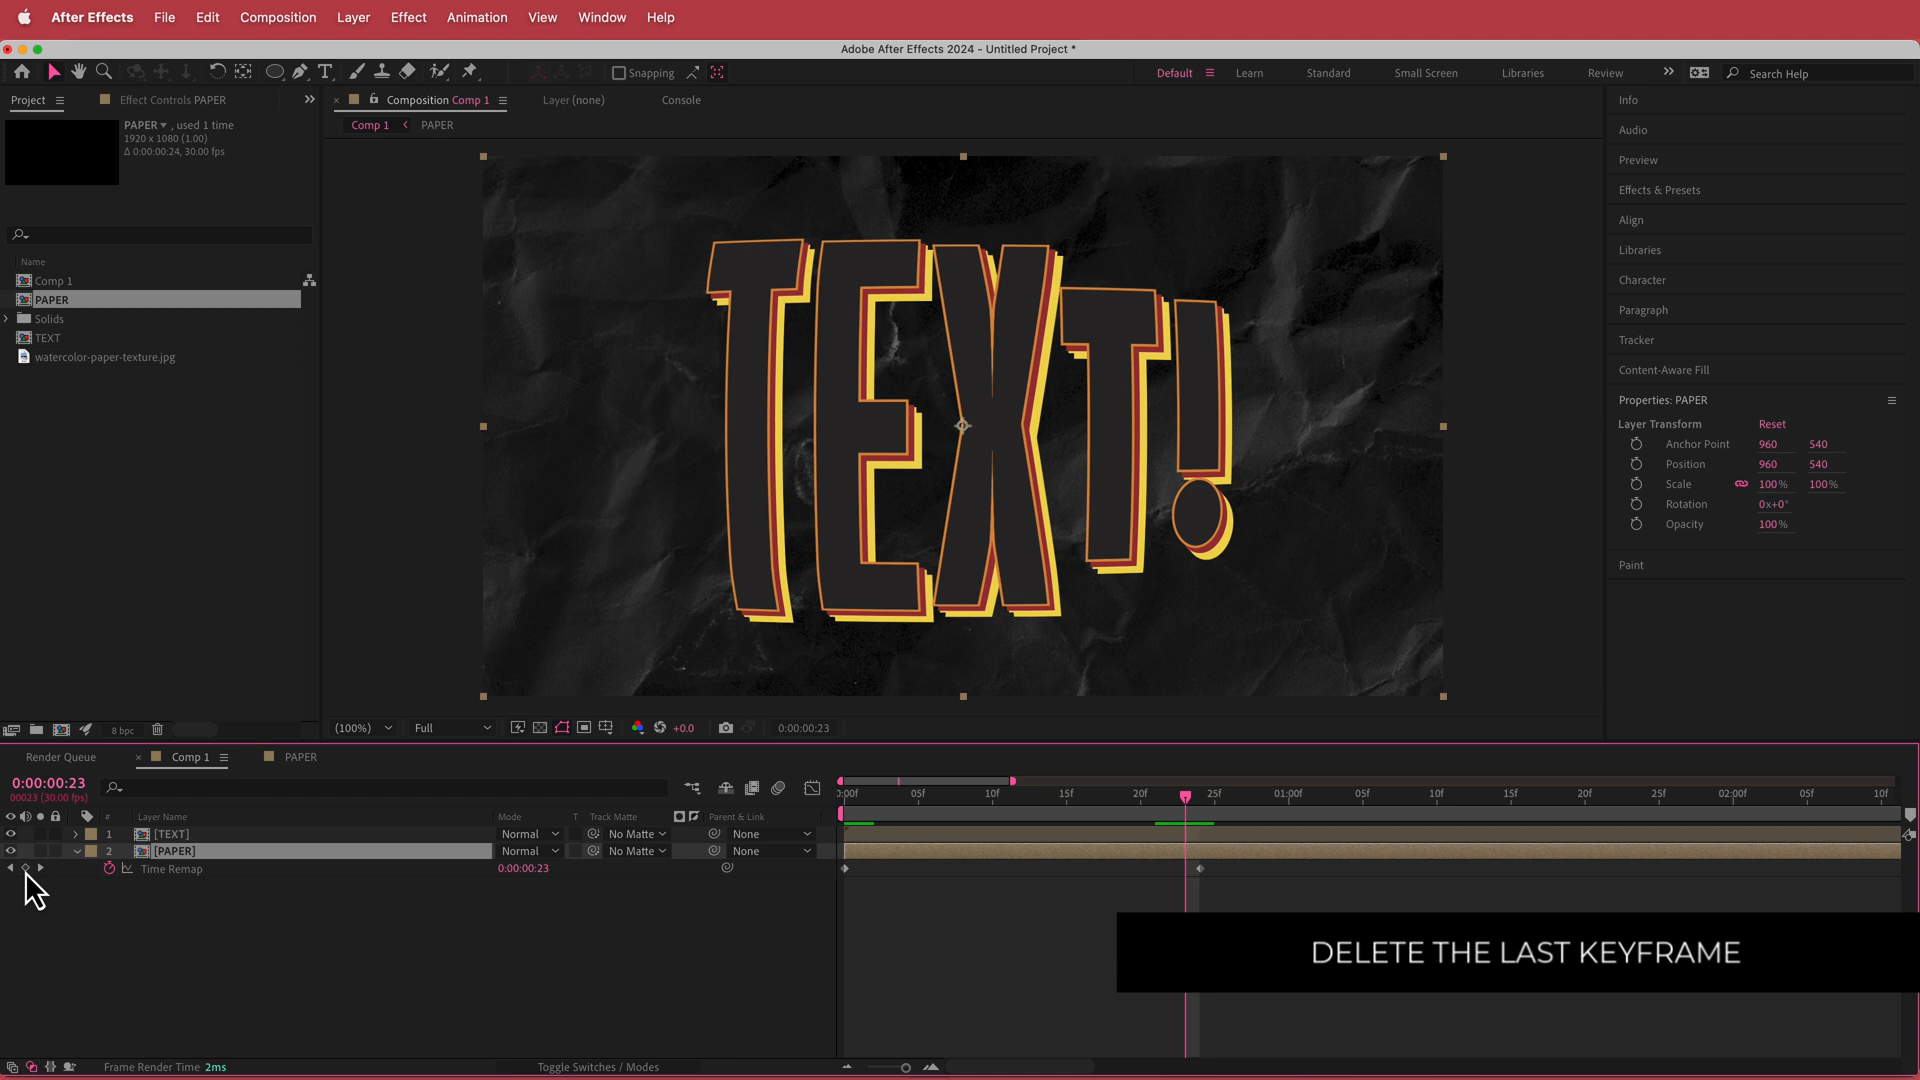 After Effects File Edit Composition Layer Effect Animation View Window Help
Adobe After Effects 2024 - Untitled Project *
Snapping Default Learn Standard Small Screen Libraries Review Search Help
Project Effect Controls PAPER
Composition Comp 1 Layer (none) Console
Comp 1 PAPER
PAPER , used 1 time
1920 x 1080 (1.00)
Δ 0:00:00:24, 30.00 fps
Name
Comp 1
PAPER
Solids
TEXT
watercolor-paper-texture.jpg
8 bpc
TEXT!
(100%) Full +0.0 0:00:00:23
Info
Audio
Preview
Effects & Presets
Align
Libraries
Character
Paragraph
Tracker
Content-Aware Fill
Properties: PAPER
Layer Transform Reset
Anchor Point 960 540
Position 960 540
Scale 100% 100%
Rotation 0x+0°
Opacity 100%
Paint
Render Queue Comp 1 PAPER
0:00:00:23
00023 (30.00 fps)
:00f 05f 10f 15f 20f 25f 01:00f 05f 10f 15f 20f 25f 02:00f 05f 10f
# Layer Name Mode T Track Matte Parent & Link
1 [TEXT] Normal No Matte None
2 [PAPER] Normal No Matte None
Time Remap 0:00:00:23
DELETE THE LAST KEYFRAME
Frame Render Time 2ms Toggle Switches / Modes